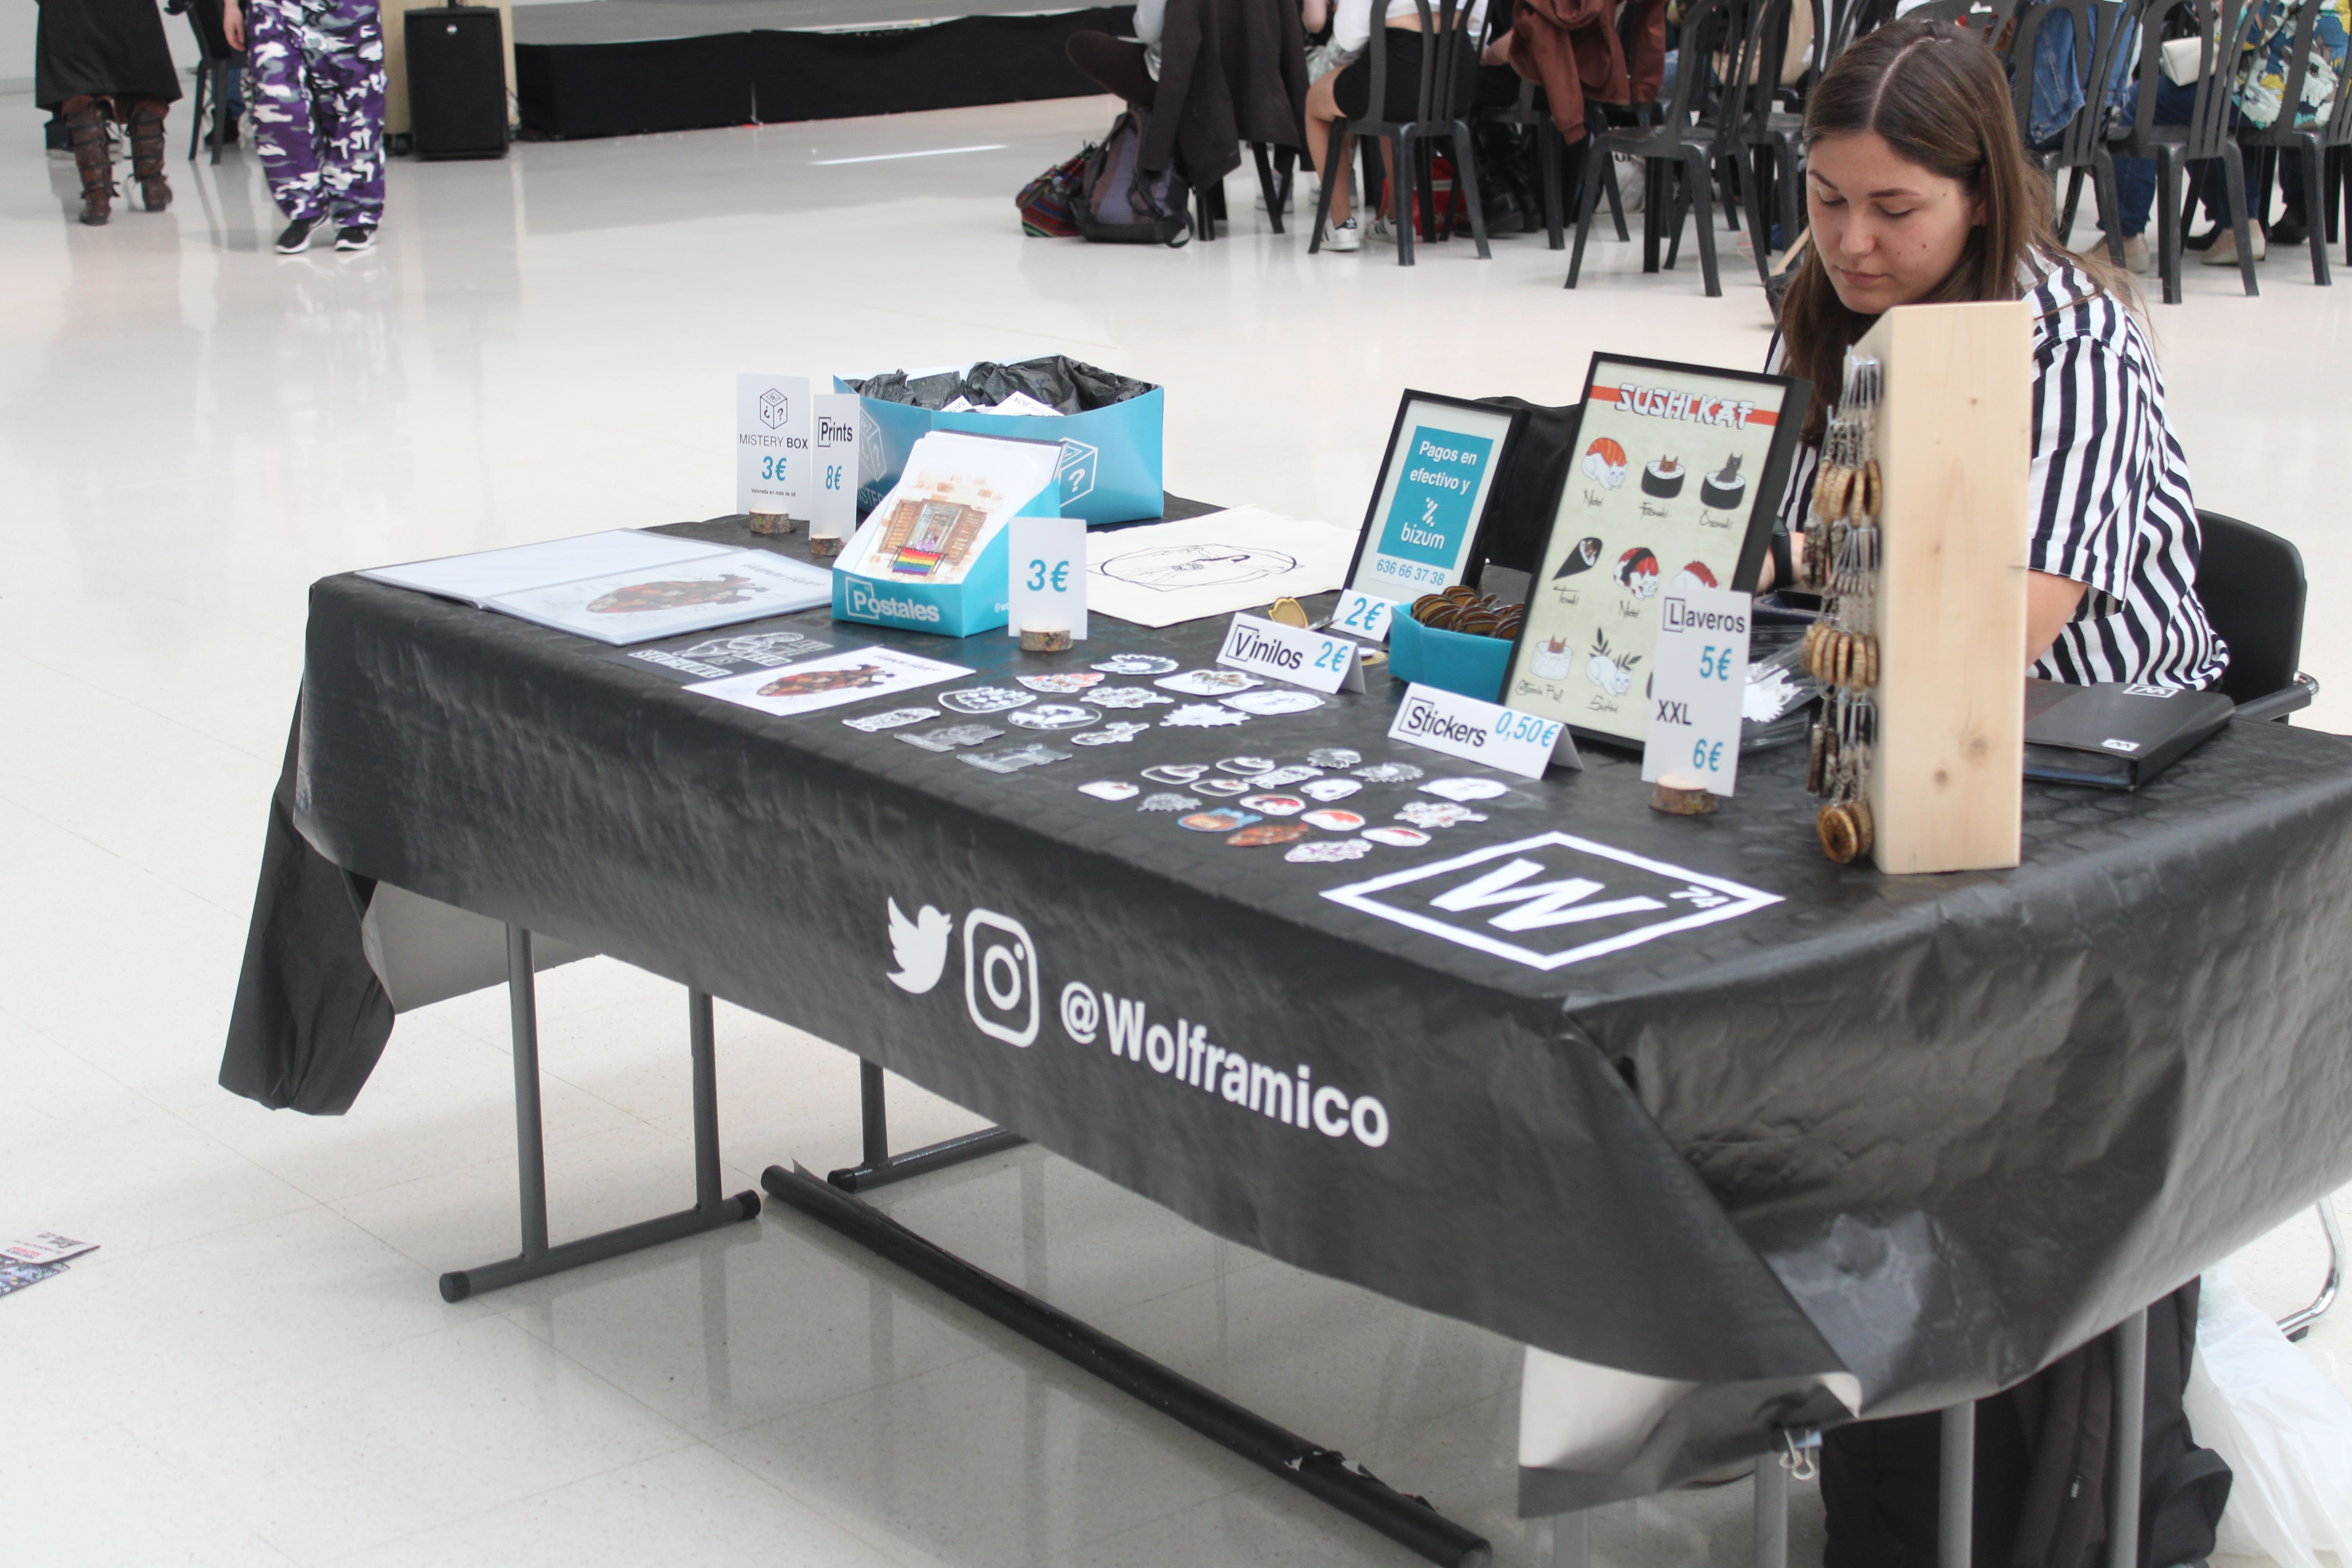 MISTERY BOX
3€
Prints
8€
?
Postales
3€
Pagos en
efectivo y
bizum
636 66 37 38
SUSHI KAT
2€
Vinilos 2€
Stickers 0,50€
Llaveros
5€
XXL
6€
W 74
@Wolframico